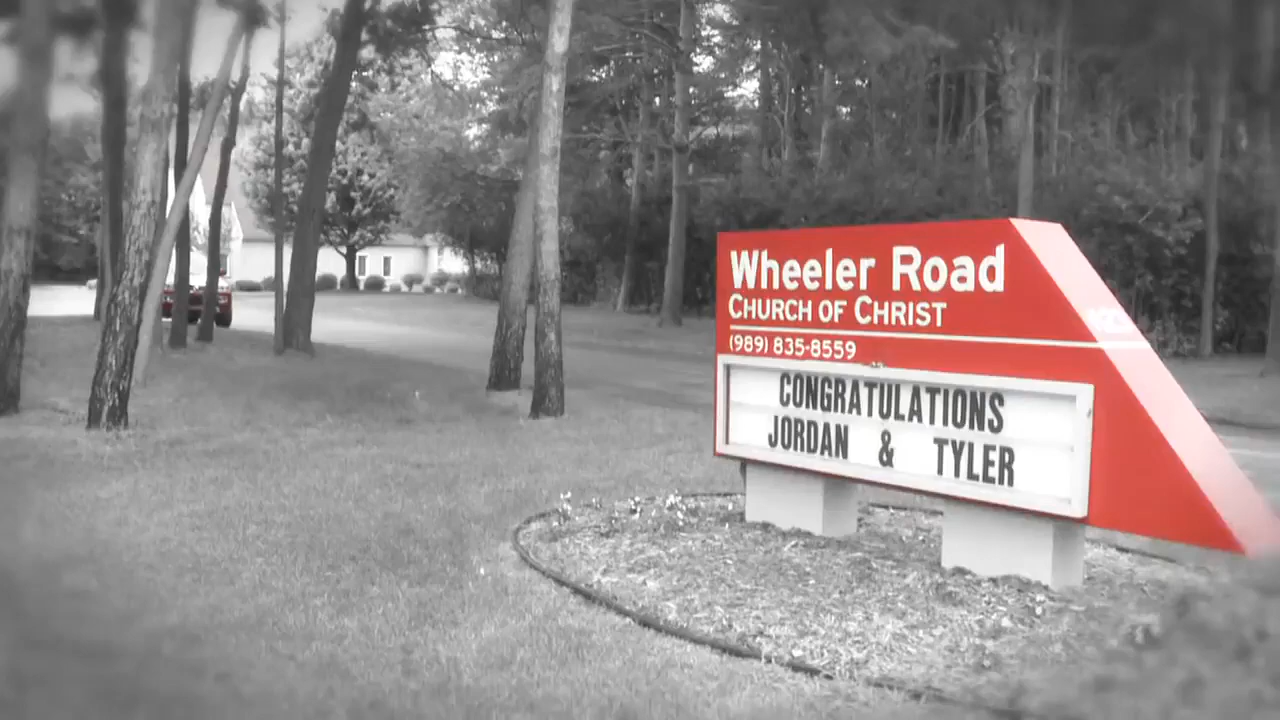 Wheeler Road
Church of Christ
(989) 835-8559
CONGRATULATIONS
JORDAN & TYLER